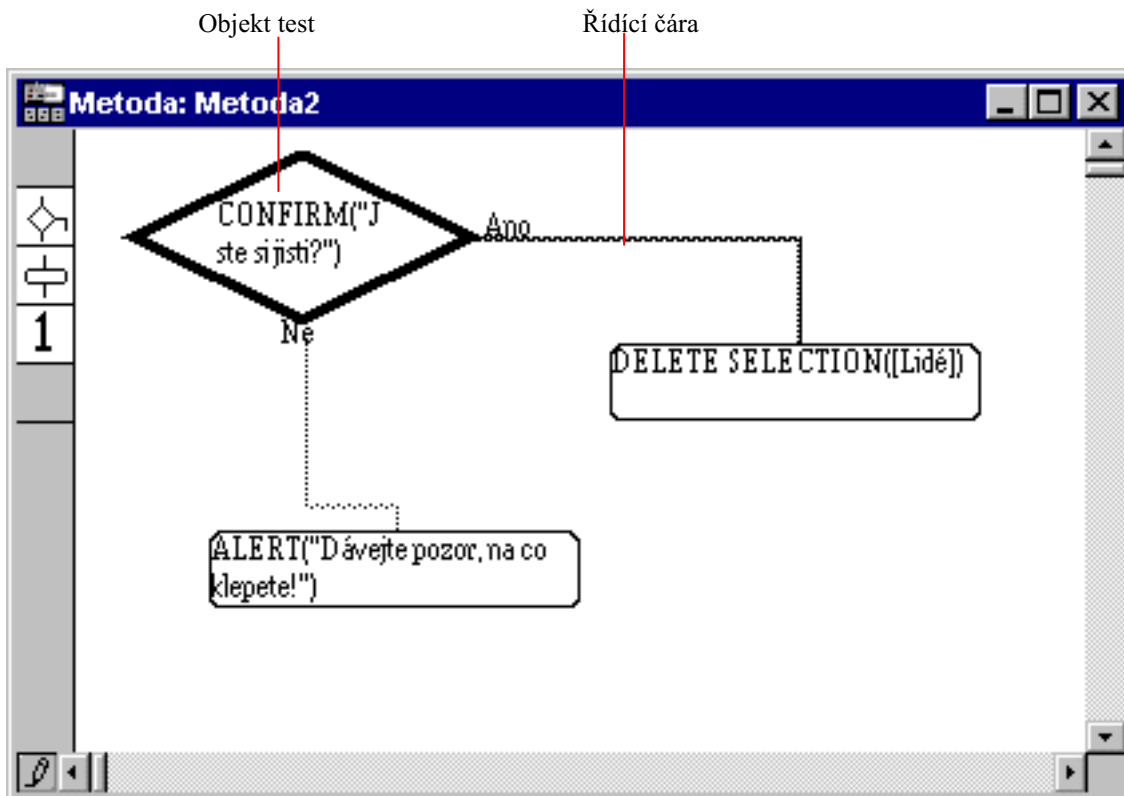 Objekt test
Řídící čára
Metoda: Metoda2
CONFIRM("J
ste si jisti?")
Ano
Ne
1
DELETE SELECTION([Lidé])
ALERT("Dávejte pozor, na co
klepete!")